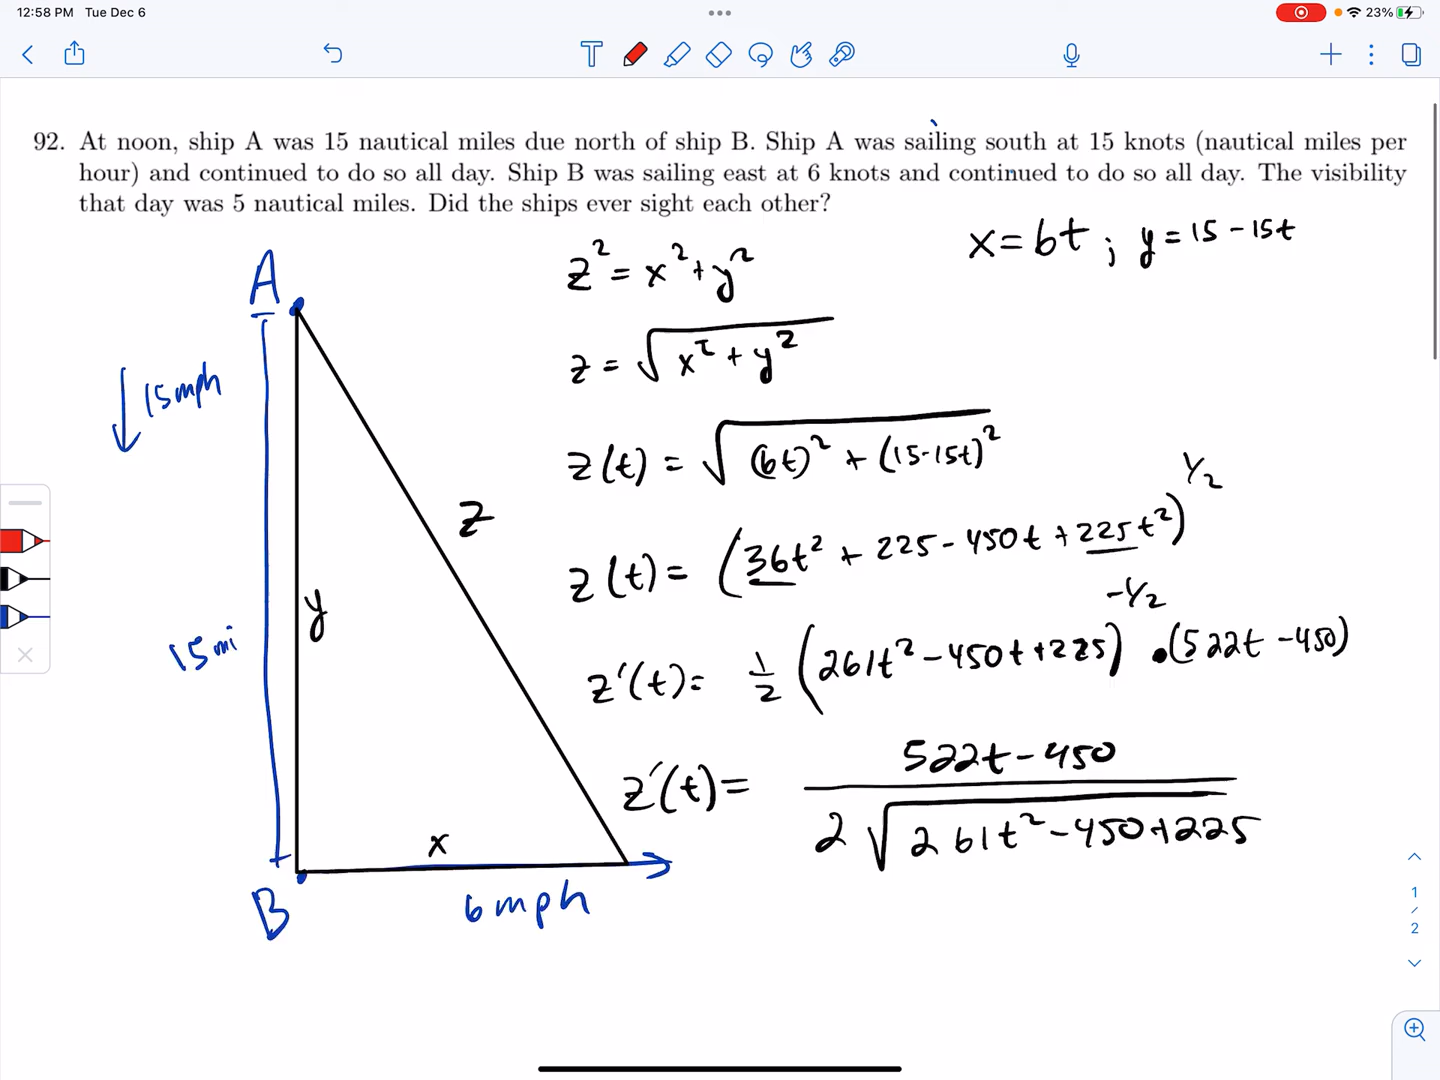 12:58 PM Tue Dec 6
23%
92. At noon, ship A was 15 nautical miles due north of ship B. Ship A was sailing south at 15 knots (nautical miles per
hour) and continued to do so all day. Ship B was sailing east at 6 knots and continued to do so all day. The visibility
that day was 5 nautical miles. Did the ships ever sight each other?
x = 6t ; y = 15 - 15t
A
z² = x² + y²
z = √(x² + y²)
15mph
z(t) = √((6t)² + (15-15t)²)
z
z(t) = (36t² + 225 - 450t + 225t²)^1/2
y
15mi
z'(t) = 1/2 (261t² - 450t + 225)^-1/2 · (522t - 450)
z'(t) = (522t - 450) / (2√(261t² - 450+225))
x
B
6mph
1
/
2